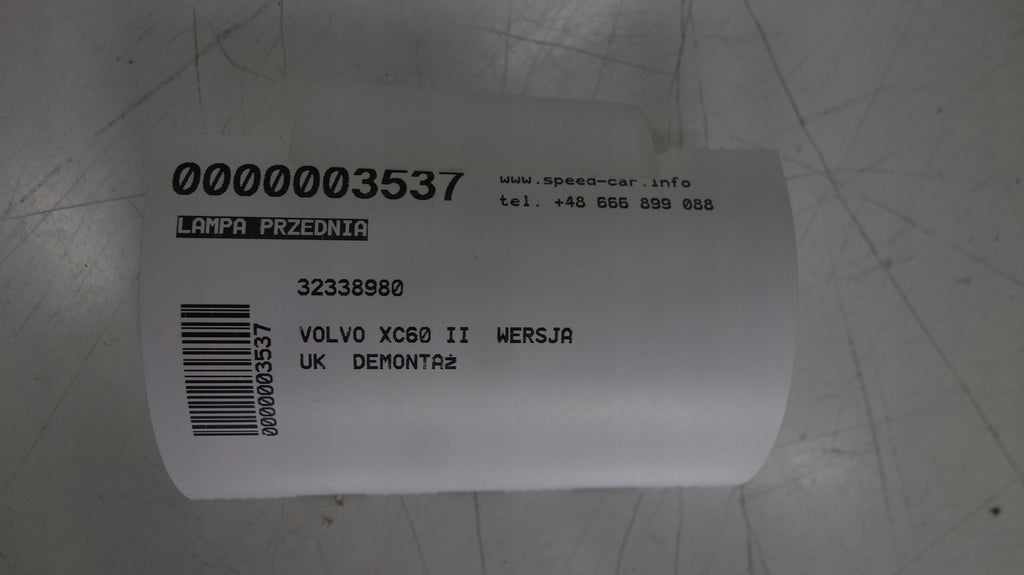 0000003537
www.speed-car.info
tel. +48 666 899 088
LAMPA PRZEDNIA
32338980
VOLVO XC60 II WERSJA
UK DEMONTAż
0000003537